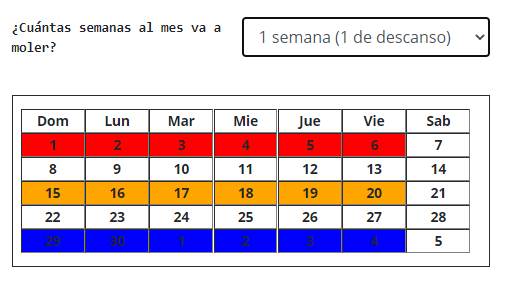 ¿Cuántas semanas al mes va a
moler?
1 semana (1 de descanso)
Dom Lun Mar Mie Jue Vie Sab
1 2 3 4 5 6 7
8 9 10 11 12 13 14
15 16 17 18 19 20 21
22 23 24 25 26 27 28
29 30 1 2 3 4 5